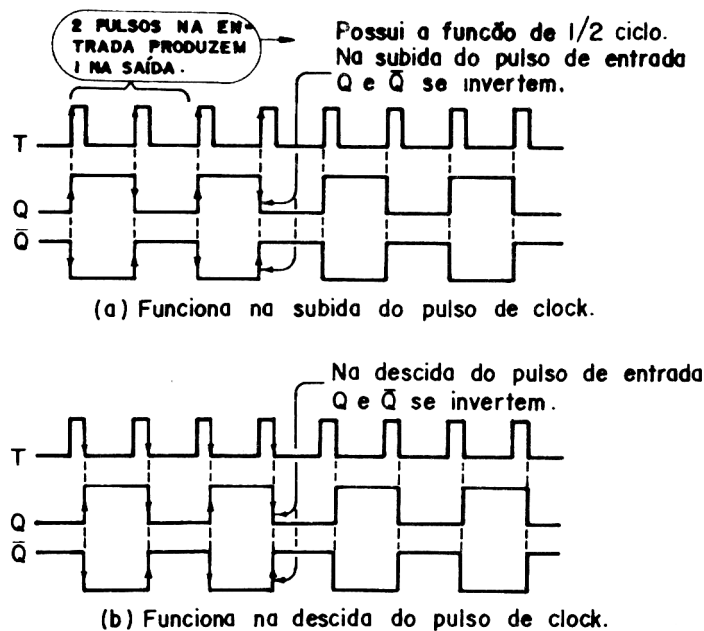 2 PULSOS NA EN-
TRADA PRODUZEM
1 NA SAÍDA.
Possui a funcão de 1/2 ciclo.
Na subida do pulso de entrada
Q e Q̄ se invertem.
T
Q
Q̄
(a) Funciona na subida do pulso de clock.
Na descida do pulso de entrada
Q e Q̄ se invertem.
T
Q
Q̄
(b) Funciona na descida do pulso de clock.